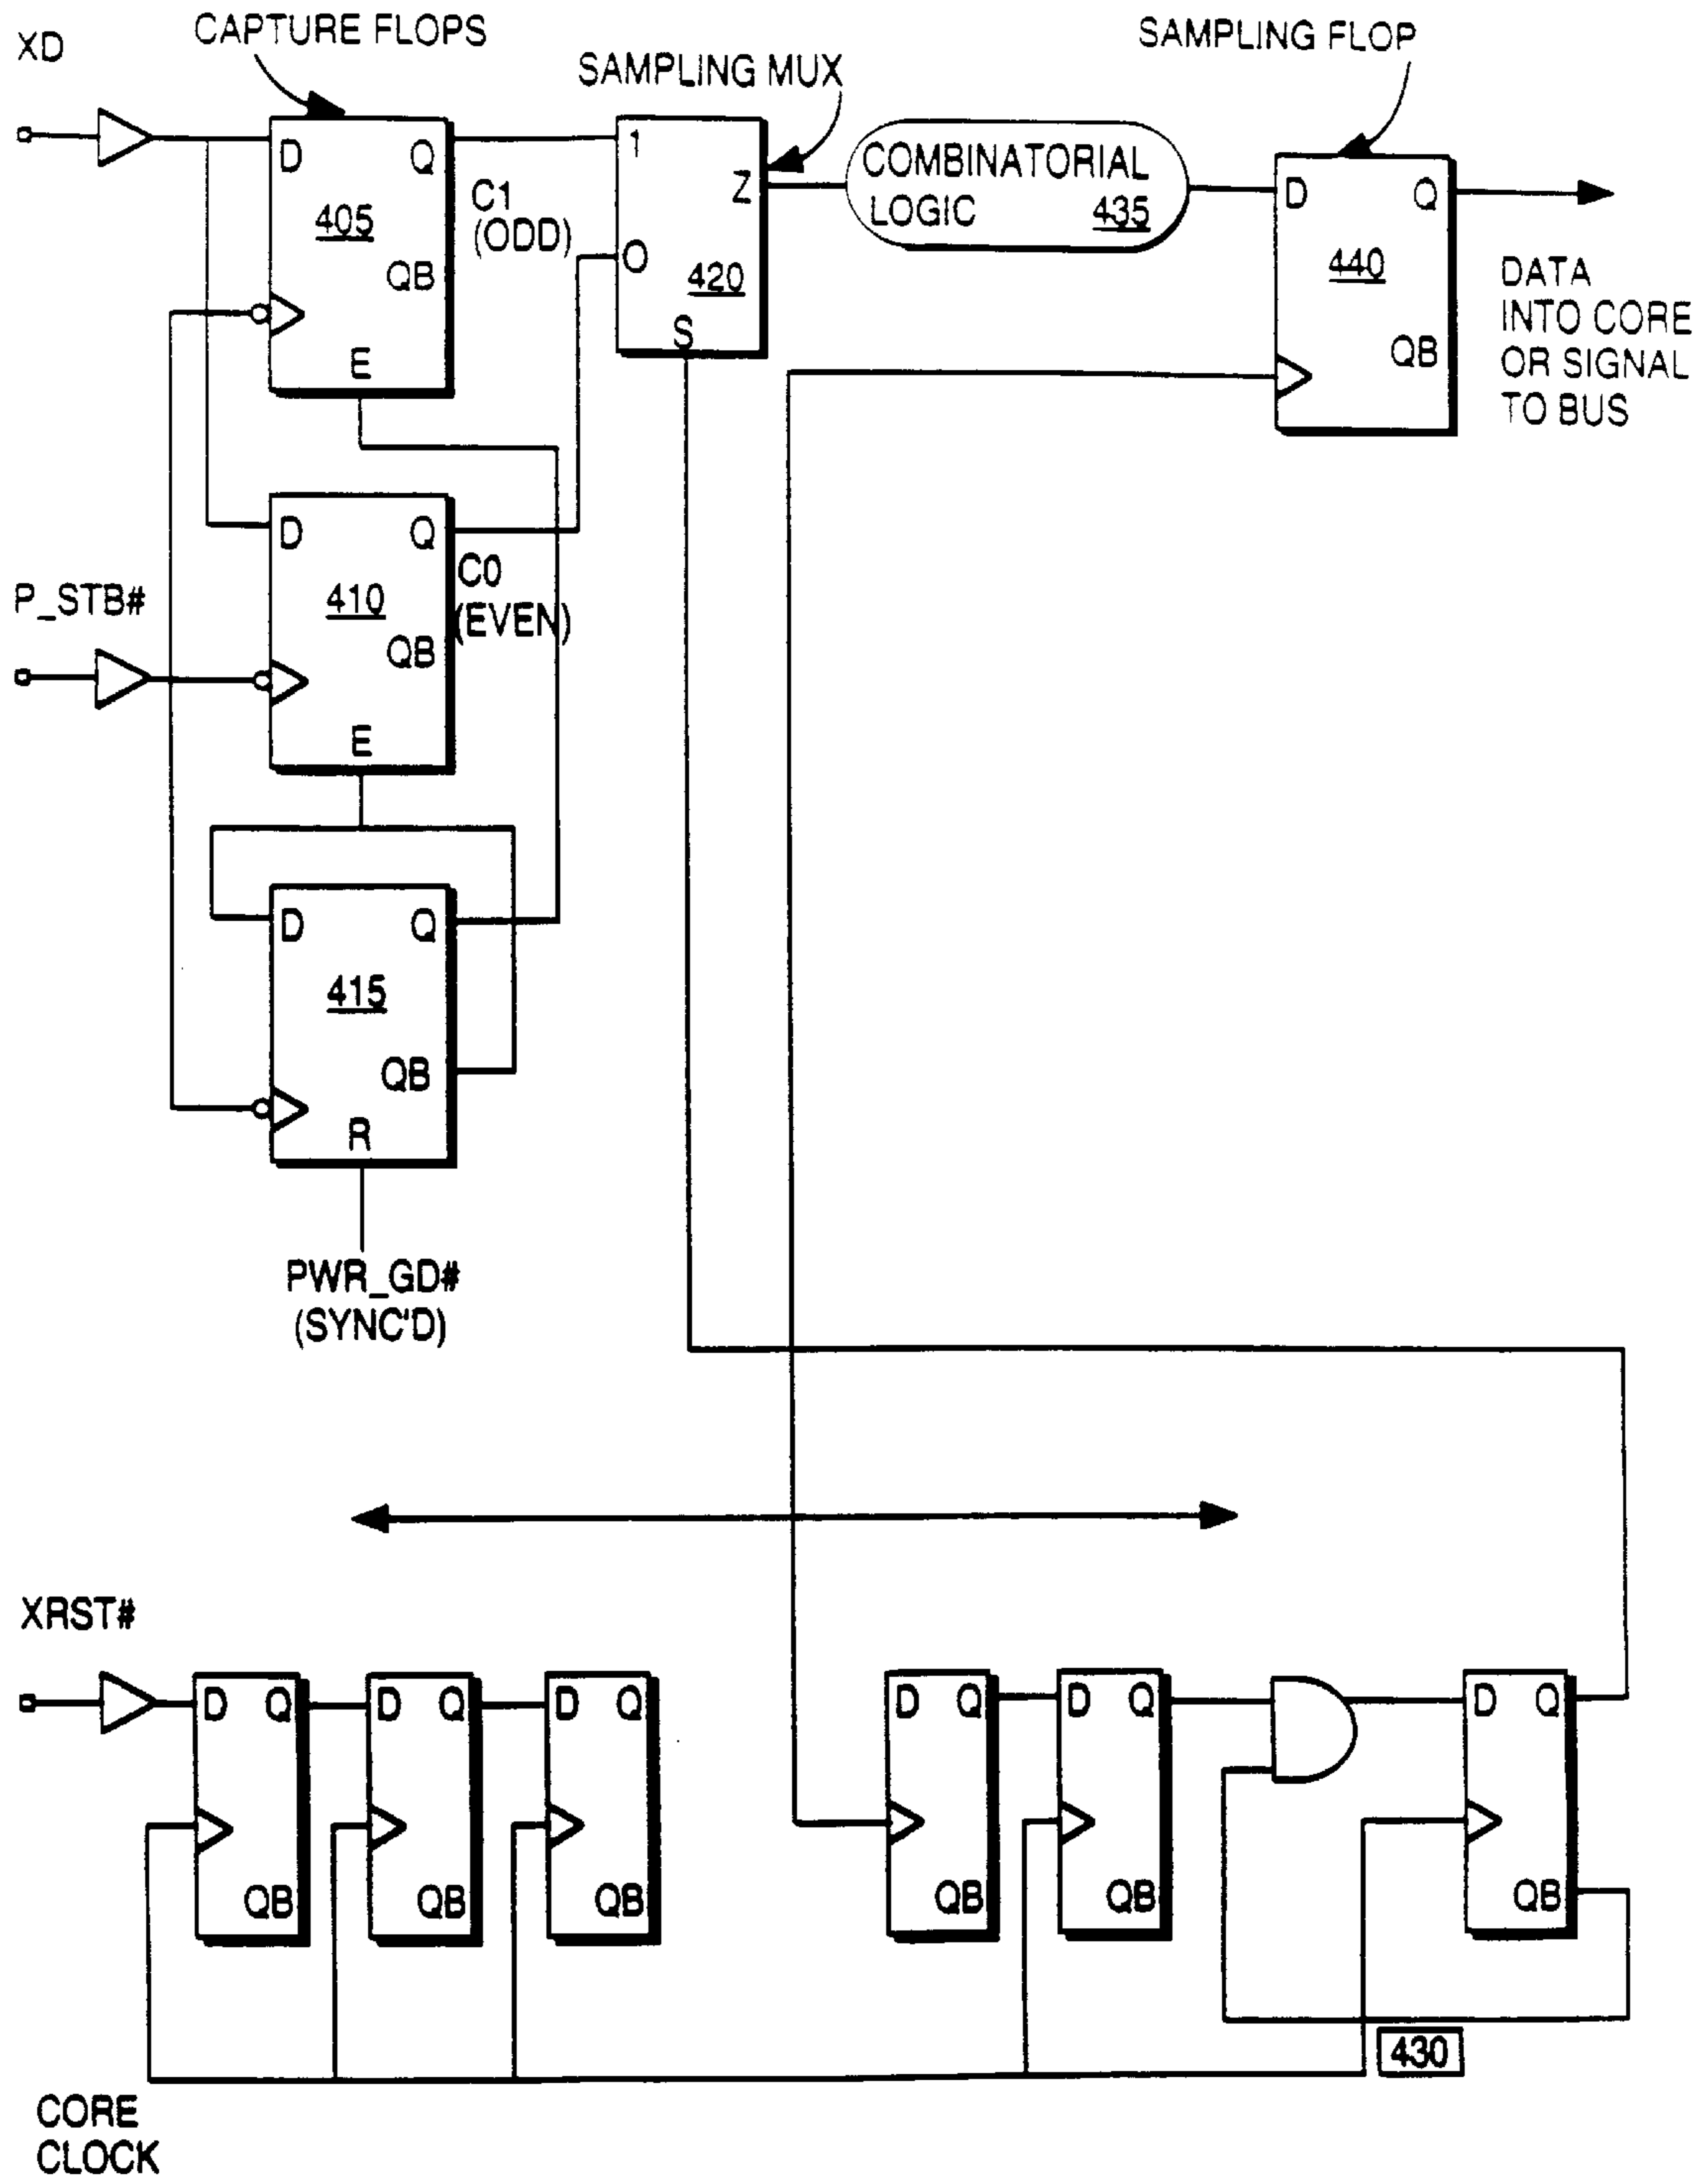 XD
CAPTURE FLOPS
SAMPLING MUX
SAMPLING FLOP
D Q
405
QB
E
C1
(ODD)
1
Z
O
420
S
COMBINATORIAL
LOGIC 435
D Q
440
QB
DATA
INTO CORE
OR SIGNAL
TO BUS
P_STB#
D Q
410
QB
E
C0
(EVEN)
D Q
415
QB
R
PWR_GD#
(SYNC'D)
XRST#
D Q
QB
D Q
QB
D Q
QB
D Q
QB
D Q
QB
D Q
QB
430
CORE
CLOCK